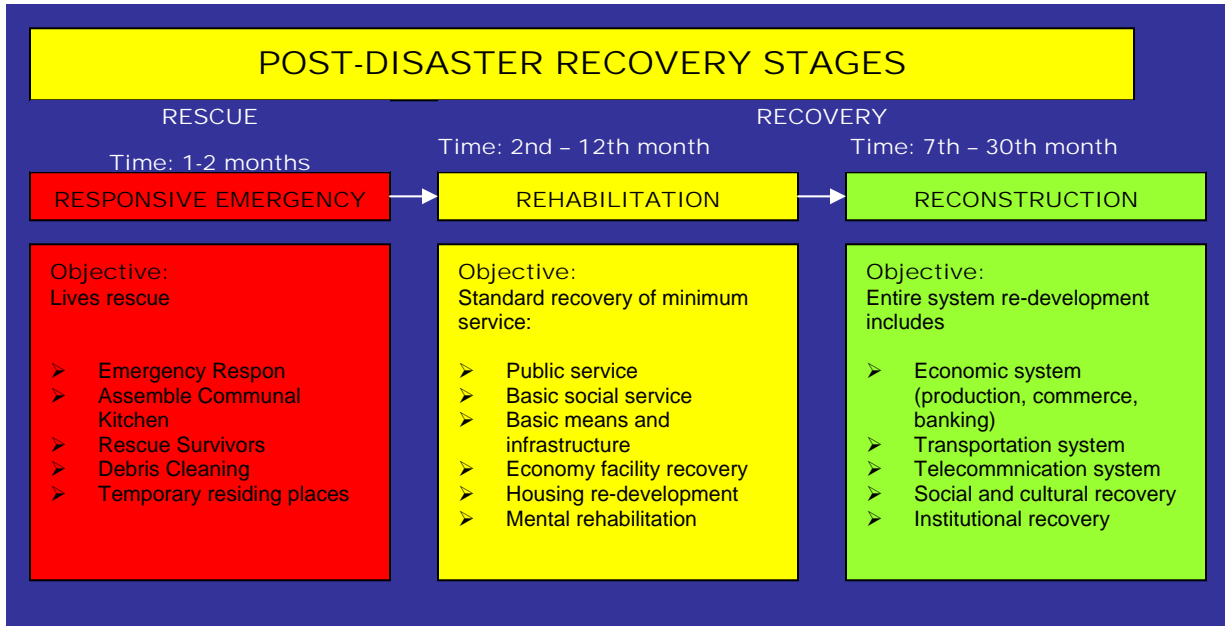 POST-DISASTER RECOVERY STAGES
RESCUE
RECOVERY
Time: 1-2 months
Time: 2nd – 12th month
Time: 7th – 30th month
RESPONSIVE EMERGENCY
REHABILITATION
RECONSTRUCTION
Objective:
Lives rescue
➢ Emergency Respon
➢ Assemble Communal
Kitchen
➢ Rescue Survivors
➢ Debris Cleaning
➢ Temporary residing places
Objective:
Standard recovery of minimum
service:
➢ Public service
➢ Basic social service
➢ Basic means and
infrastructure
➢ Economy facility recovery
➢ Housing re-development
➢ Mental rehabilitation
Objective:
Entire system re-development
includes
➢ Economic system
(production, commerce,
banking)
➢ Transportation system
➢ Telecommnication system
➢ Social and cultural recovery
➢ Institutional recovery